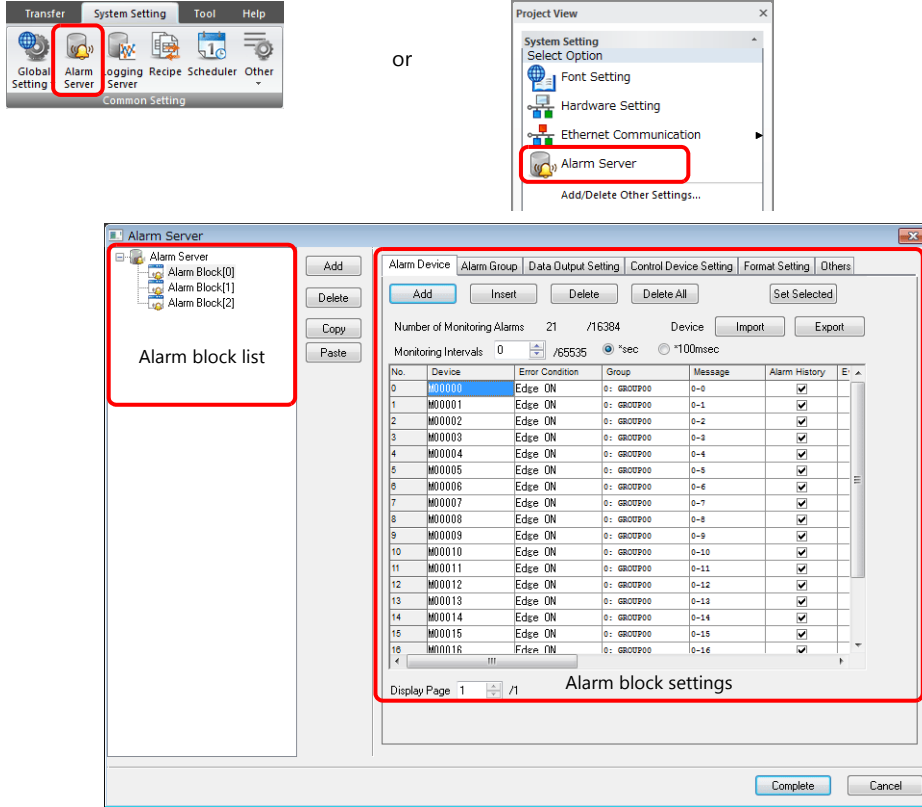 Transfer System Setting Tool Help
Global Setting Alarm Server Logging Server Recipe Scheduler Other
Common Setting
or
Project View
System Setting
Select Option
Font Setting
Hardware Setting
Ethernet Communication
Alarm Server
Add/Delete Other Settings...
Alarm Server
Alarm Server
Alarm Block[0]
Alarm Block[1]
Alarm Block[2]
Alarm block list
Add
Delete
Copy
Paste
Alarm Device Alarm Group Data Output Setting Control Device Setting Format Setting Others
Add Insert Delete Delete All Set Selected
Number of Monitoring Alarms 21 /16384 Device Import Export
Monitoring Intervals 0 /65535 *sec *100msec
No. Device Error Condition Group Message Alarm History
0 M00000 Edge ON 0: GROUP00 0-0
1 M00001 Edge ON 0: GROUP00 0-1
2 M00002 Edge ON 0: GROUP00 0-2
3 M00003 Edge ON 0: GROUP00 0-3
4 M00004 Edge ON 0: GROUP00 0-4
5 M00005 Edge ON 0: GROUP00 0-5
6 M00006 Edge ON 0: GROUP00 0-6
7 M00007 Edge ON 0: GROUP00 0-7
8 M00008 Edge ON 0: GROUP00 0-8
9 M00009 Edge ON 0: GROUP00 0-9
10 M00010 Edge ON 0: GROUP00 0-10
11 M00011 Edge ON 0: GROUP00 0-11
12 M00012 Edge ON 0: GROUP00 0-12
13 M00013 Edge ON 0: GROUP00 0-13
14 M00014 Edge ON 0: GROUP00 0-14
15 M00015 Edge ON 0: GROUP00 0-15
16 M00016 Edge ON 0: GROUP00 0-16
Display Page 1 /1
Alarm block settings
Complete Cancel